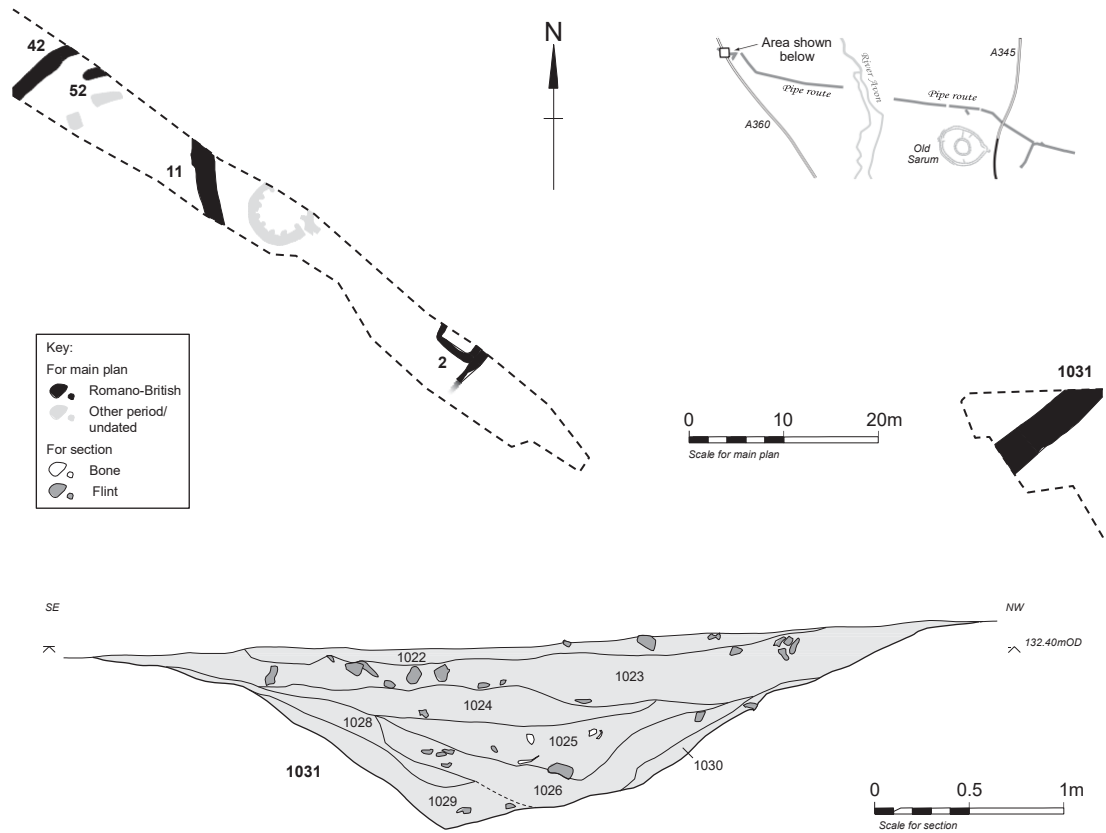 42
52
11
2
N
Area shown
below
A345
River Avon
Pipe route
Pipe route
A360
Old
Sarum
Key:
For main plan
Romano-British
Other period/
undated
For section
Bone
Flint
0 10 20m
Scale for main plan
1031
SE
NW
132.40mOD
1022
1023
1024
1028
1025
1030
1031
1029
1026
0 0.5 1m
Scale for section